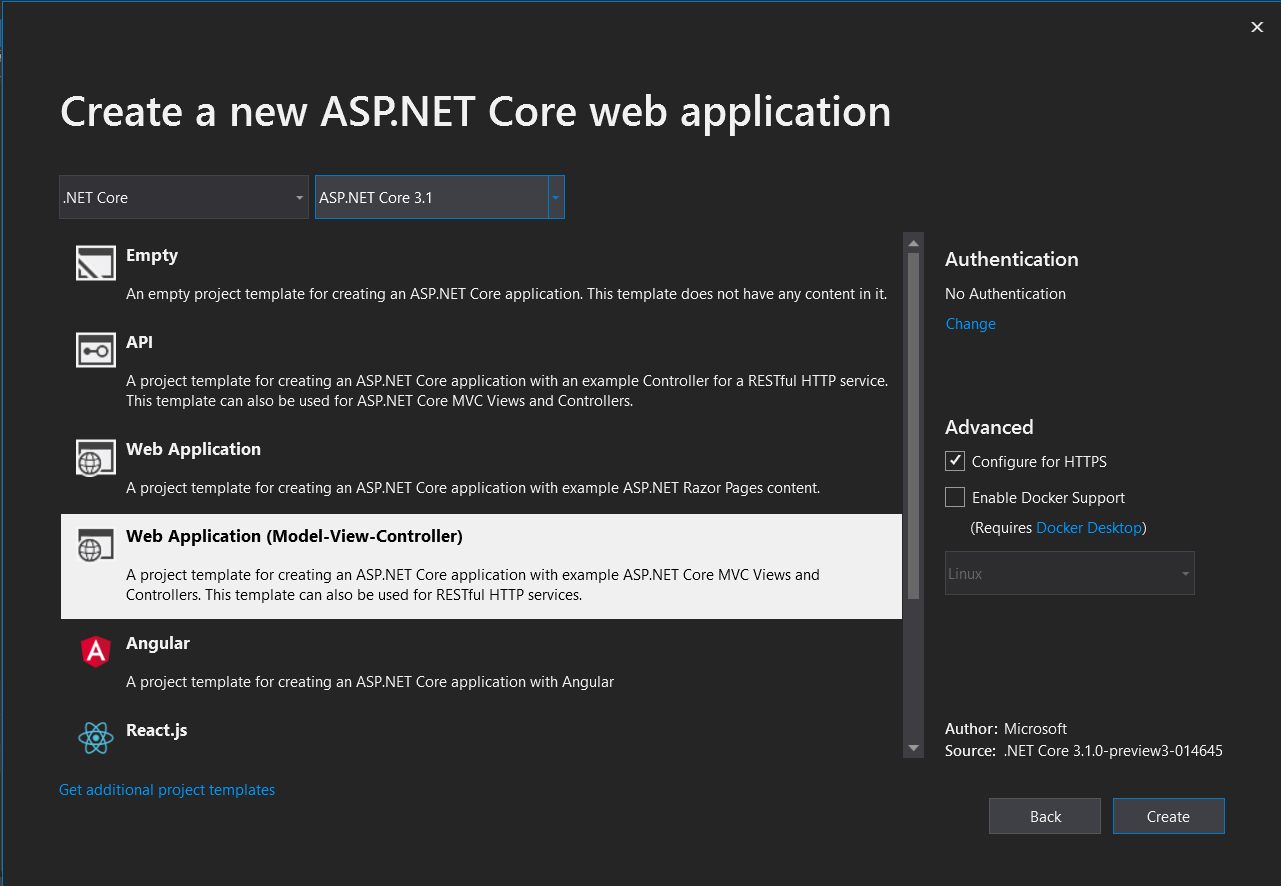 Create a new ASP.NET Core web application
.NET Core
ASP.NET Core 3.1
Empty
An empty project template for creating an ASP.NET Core application. This template does not have any content in it.
API
A project template for creating an ASP.NET Core application with an example Controller for a RESTful HTTP service.
This template can also be used for ASP.NET Core MVC Views and Controllers.
Web Application
A project template for creating an ASP.NET Core application with example ASP.NET Razor Pages content.
Web Application (Model-View-Controller)
A project template for creating an ASP.NET Core application with example ASP.NET Core MVC Views and
Controllers. This template can also be used for RESTful HTTP services.
Angular
A project template for creating an ASP.NET Core application with Angular
React.js
Get additional project templates
Authentication
No Authentication
Change
Advanced
Configure for HTTPS
Enable Docker Support
(Requires Docker Desktop)
Linux
Author: Microsoft
Source: .NET Core 3.1.0-preview3-014645
Back
Create